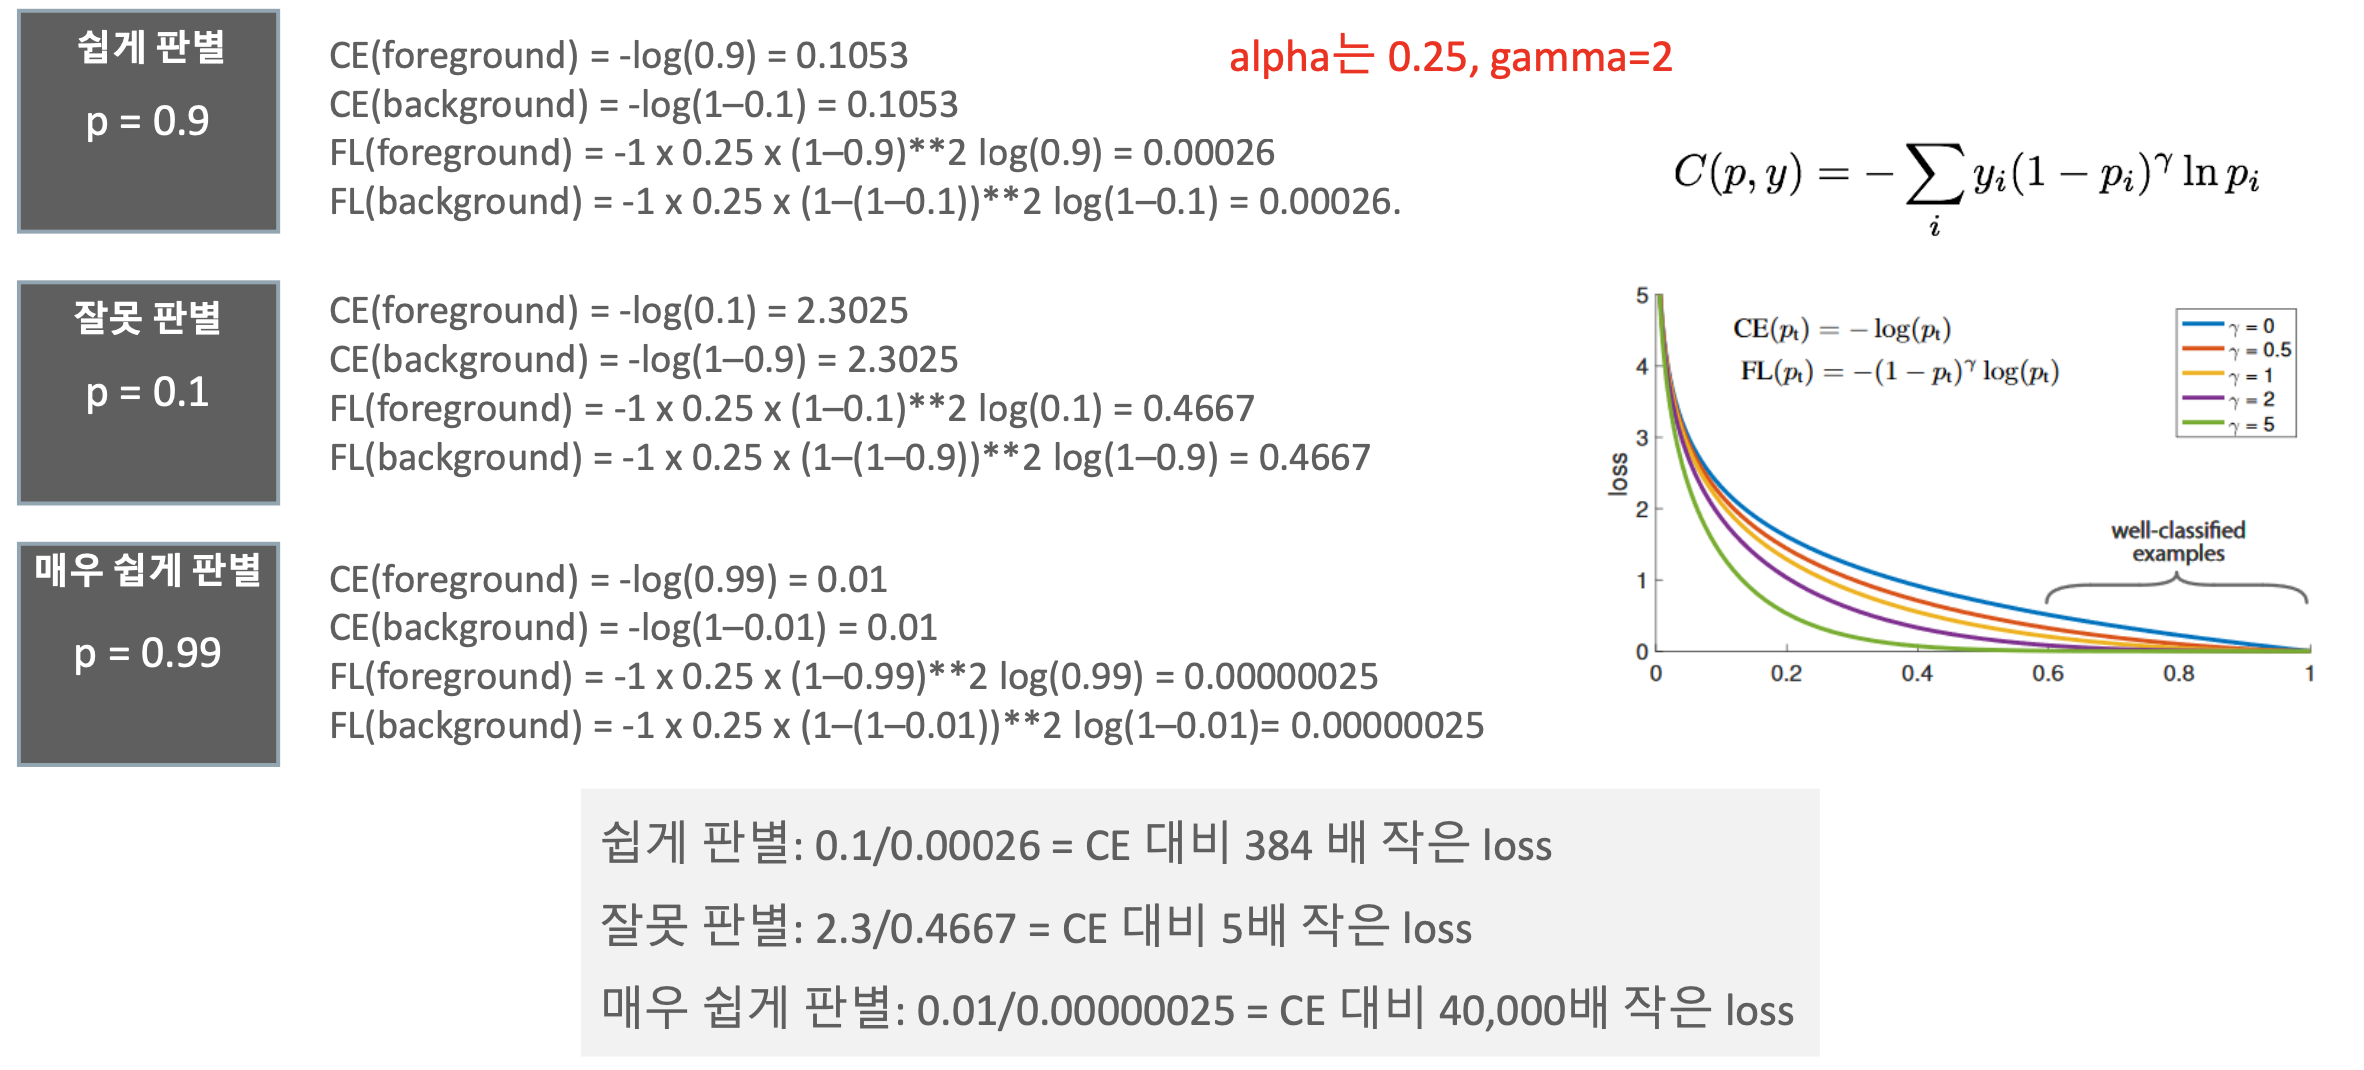 쉽게 판별
p = 0.9
CE(foreground) = -log(0.9) = 0.1053
CE(background) = -log(1–0.1) = 0.1053
FL(foreground) = -1 x 0.25 x (1–0.9)**2 log(0.9) = 0.00026
FL(background) = -1 x 0.25 x (1–(1–0.1))**2 log(1–0.1) = 0.00026.
alpha는 0.25, gamma=2
C(p, y) = − ∑_i y_i(1 − p_i)^γ ln p_i
잘못 판별
p = 0.1
CE(foreground) = -log(0.1) = 2.3025
CE(background) = -log(1–0.9) = 2.3025
FL(foreground) = -1 x 0.25 x (1–0.1)**2 log(0.1) = 0.4667
FL(background) = -1 x 0.25 x (1–(1–0.9))**2 log(1–0.9) = 0.4667
매우 쉽게 판별
p = 0.99
CE(foreground) = -log(0.99) = 0.01
CE(background) = -log(1–0.01) = 0.01
FL(foreground) = -1 x 0.25 x (1–0.99)**2 log(0.99) = 0.00000025
FL(background) = -1 x 0.25 x (1–(1–0.01))**2 log(1–0.01)= 0.00000025
CE(p_t) = − log(p_t)
FL(p_t) = −(1 − p_t)^γ log(p_t)
γ = 0
γ = 0.5
γ = 1
γ = 2
γ = 5
well-classified
examples
loss
5
4
3
2
1
0
0 0.2 0.4 0.6 0.8 1
쉽게 판별: 0.1/0.00026 = CE 대비 384 배 작은 loss
잘못 판별: 2.3/0.4667 = CE 대비 5배 작은 loss
매우 쉽게 판별: 0.01/0.00000025 = CE 대비 40,000배 작은 loss